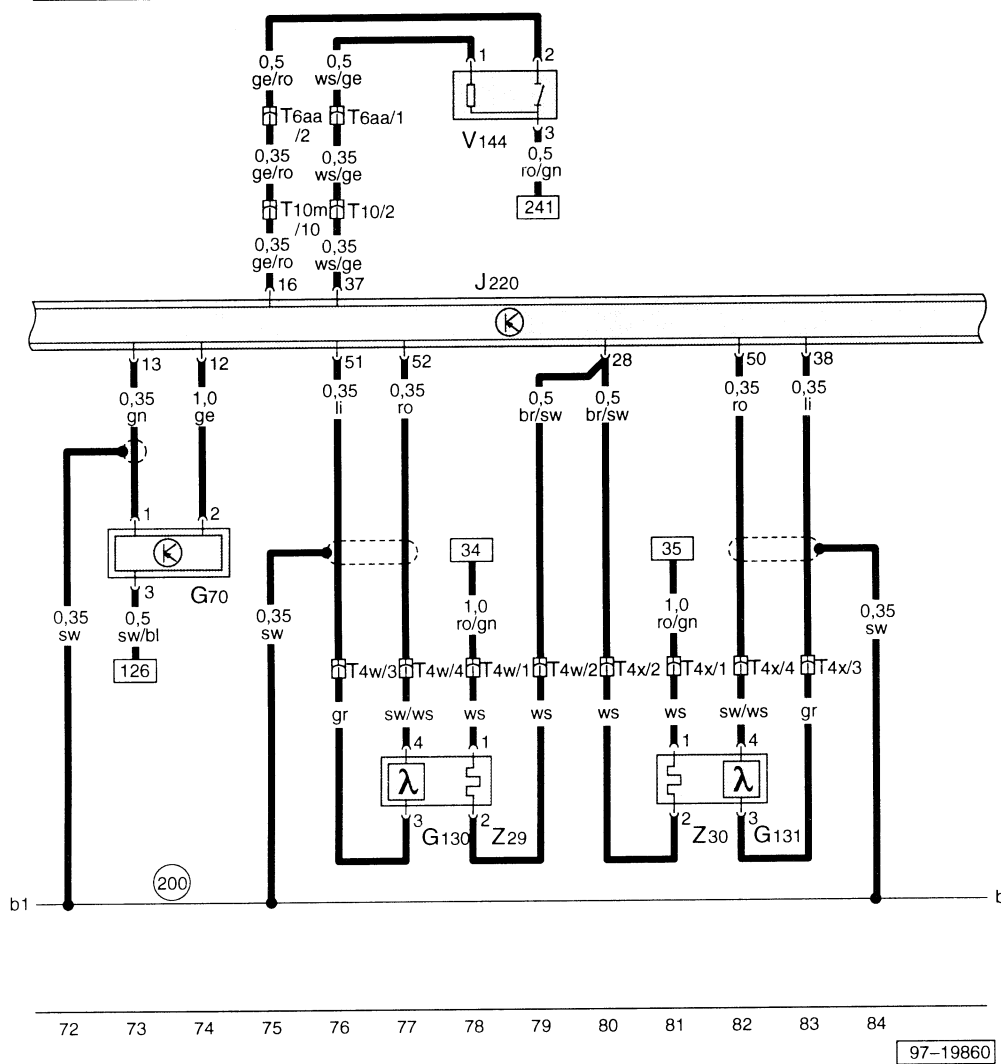 1 2
0,5 0,5
ge/ro ws/ge
T6aa T6aa/1
/2
V144 3
0,35 0,35 0,5
ge/ro ws/ge ro/gn
T10m T10/2 241
/10
0,35 0,35
ge/ro ws/ge
16 37 J220
13 12 51 52 28 50 38
0,35 1,0 0,35 0,35 0,5 0,5 0,35 0,35
gn ge li ro br/sw br/sw ro li
1 2
34 35
3 G70
0,35 0,5 0,35 1,0 1,0 0,35
sw sw/bl sw ro/gn ro/gn sw
126 T4w/3 T4w/4 T4w/1 T4w/2 T4x/2 T4x/1 T4x/4 T4x/3
gr sw/ws ws ws ws ws sw/ws gr
4 1 1 4
λ λ
3 G130 2 Z29 2 Z30 3 G131
200
b1 b
72 73 74 75 76 77 78 79 80 81 82 83 84
97–19860